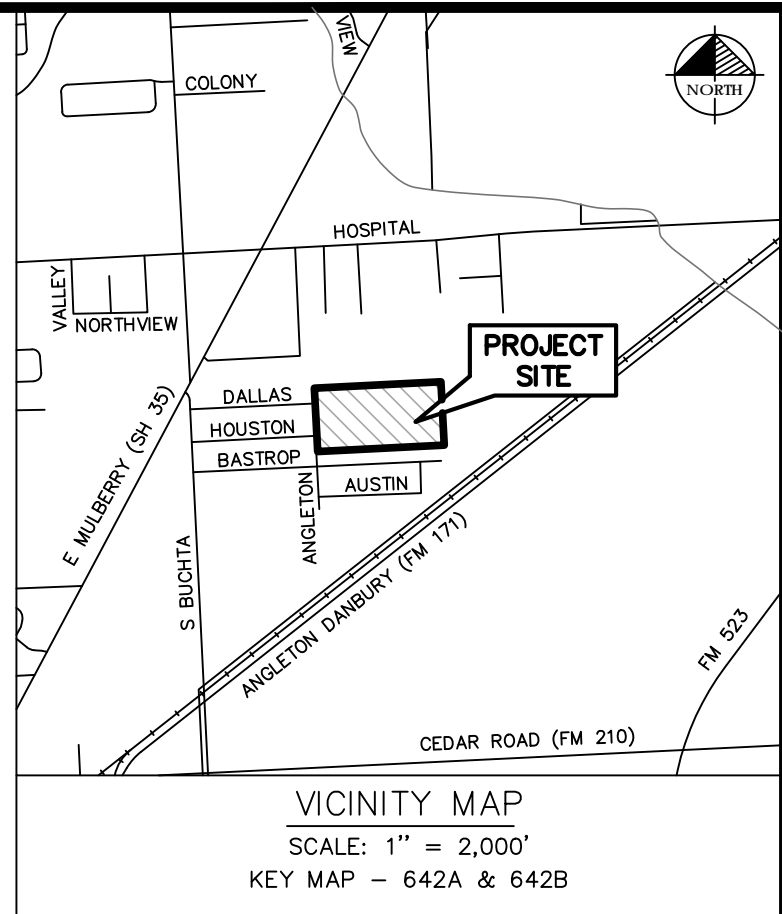 VIEW
COLONY
NORTH
HOSPITAL
VALLEY
NORTHVIEW
PROJECT
SITE
DALLAS
HOUSTON
BASTROP
AUSTIN
ANGLETON
E MULBERRY (SH 35)
S BUCHTA
ANGLETON DANBURY (FM 171)
FM 523
CEDAR ROAD (FM 210)
VICINITY MAP
SCALE: 1" = 2,000'
KEY MAP - 642A & 642B